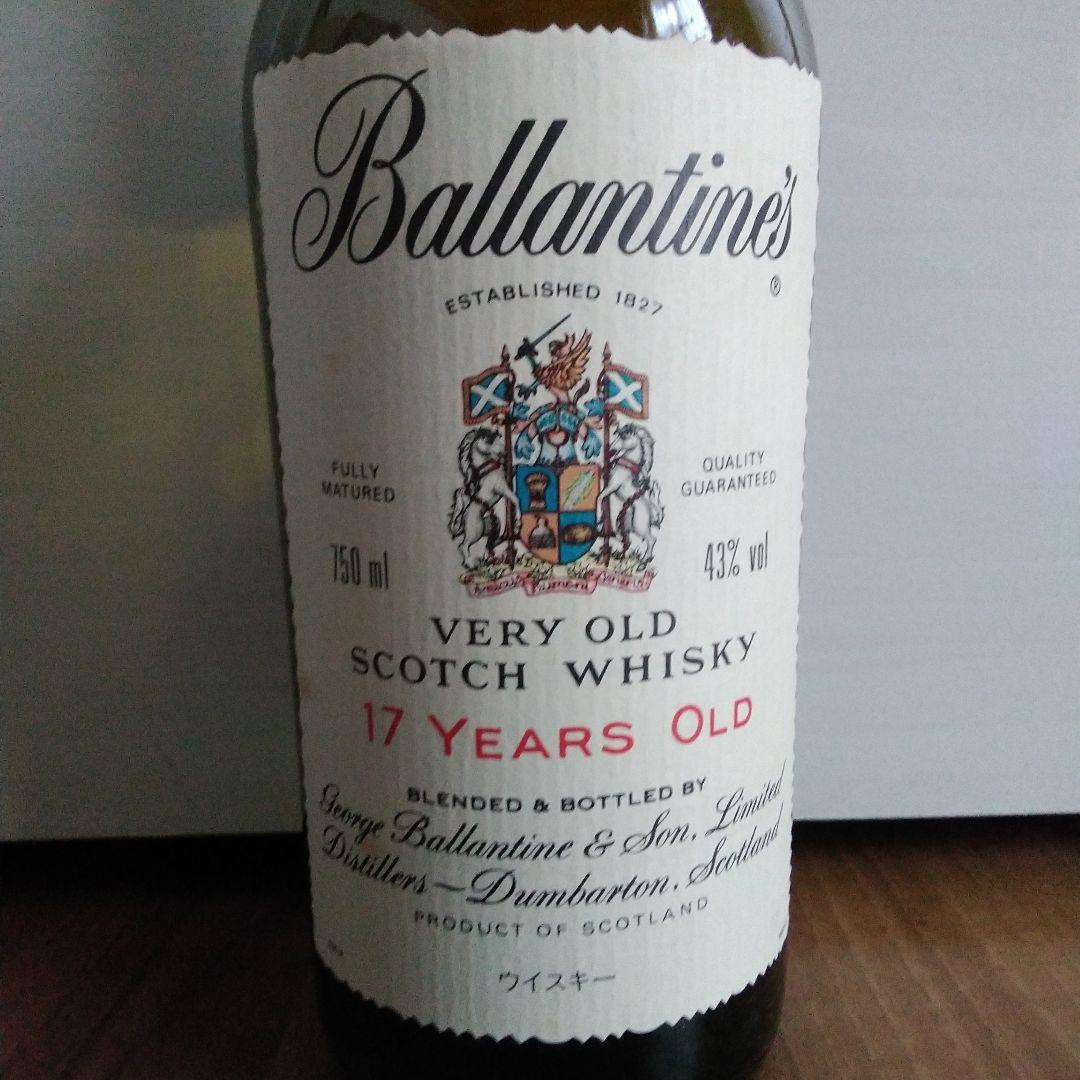 Ballantine's
®
ESTABLISHED 1827
FULLY
MATURED
QUALITY
GUARANTEED
750 ml
43% vol
VERY OLD
SCOTCH WHISKY
17 YEARS OLD
BLENDED & BOTTLED BY
George Ballantine & Son, Limited
Distillers—Dumbarton, Scotland
PRODUCT OF SCOTLAND
ウイスキー